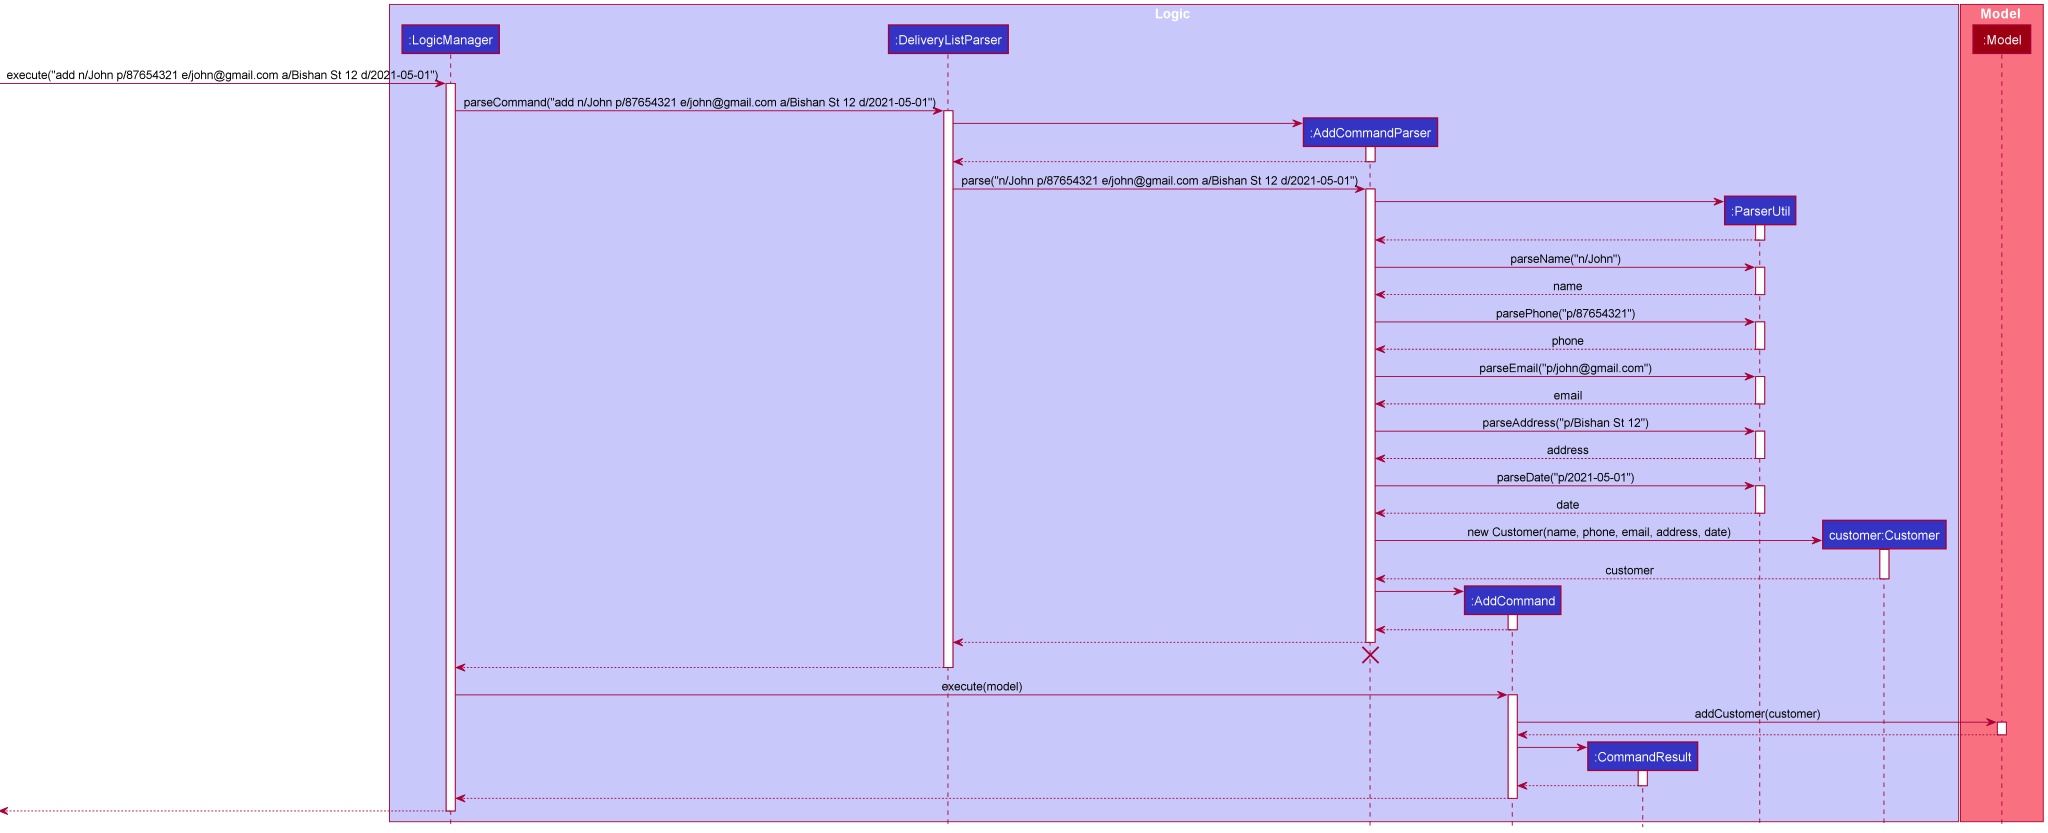 Logic
Model
:LogicManager
:DeliveryListParser
:Model
execute("add n/John p/87654321 e/john@gmail.com a/Bishan St 12 d/2021-05-01")
parseCommand("add n/John p/87654321 e/john@gmail.com a/Bishan St 12 d/2021-05-01")
:AddCommandParser
parse("n/John p/87654321 e/john@gmail.com a/Bishan St 12 d/2021-05-01")
:ParserUtil
parseName("n/John")
name
parsePhone("p/87654321")
phone
parseEmail("p/john@gmail.com")
email
parseAddress("p/Bishan St 12")
address
parseDate("p/2021-05-01")
date
new Customer(name, phone, email, address, date)
customer:Customer
customer
:AddCommand
execute(model)
addCustomer(customer)
:CommandResult